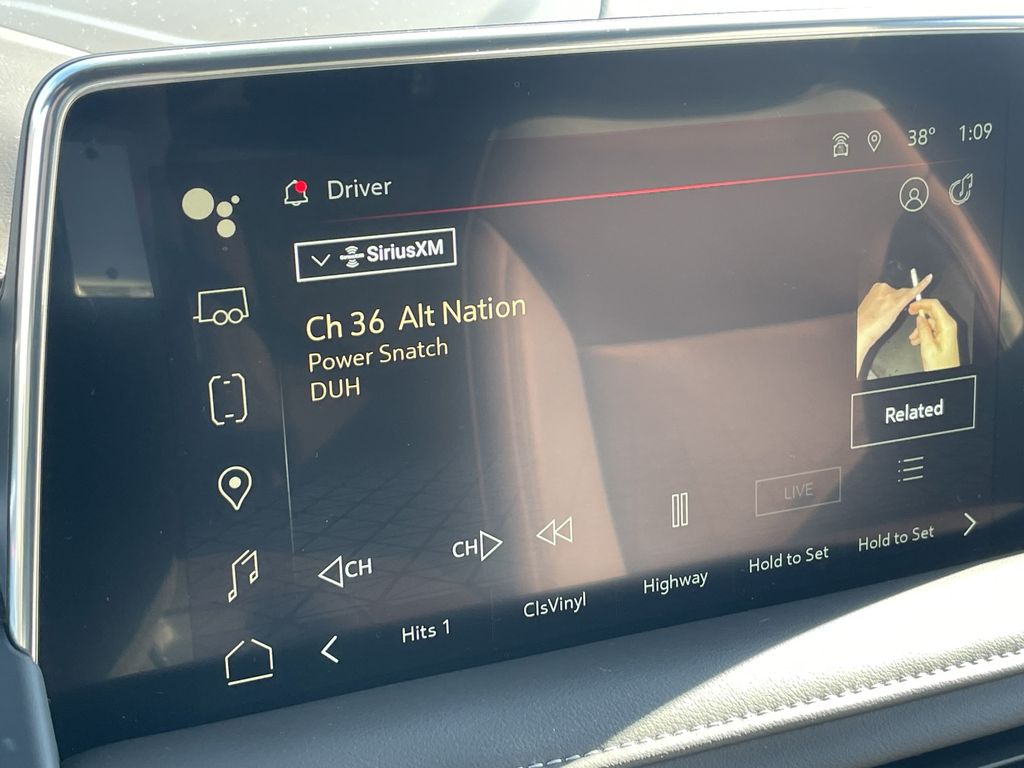 38° 1:09
Driver
SiriusXM
Ch 36 Alt Nation
Power Snatch
DUH
Related
LIVE
CH
CH
Hits 1
ClsVinyl
Highway
Hold to Set
Hold to Set